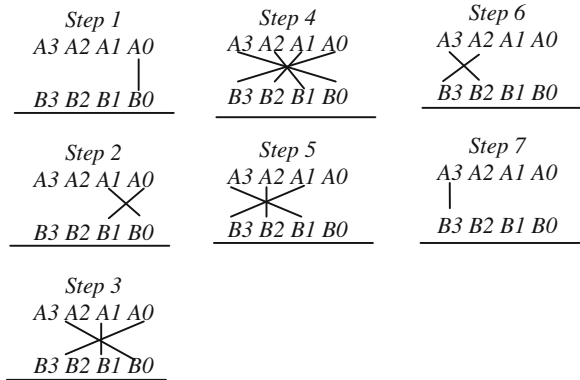 Step 1
A3 A2 A1 A0
B3 B2 B1 B0
Step 2
A3 A2 A1 A0
B3 B2 B1 B0
Step 3
A3 A2 A1 A0
B3 B2 B1 B0
Step 4
A3 A2 A1 A0
B3 B2 B1 B0
Step 5
A3 A2 A1 A0
B3 B2 B1 B0
Step 6
A3 A2 A1 A0
B3 B2 B1 B0
Step 7
A3 A2 A1 A0
B3 B2 B1 B0